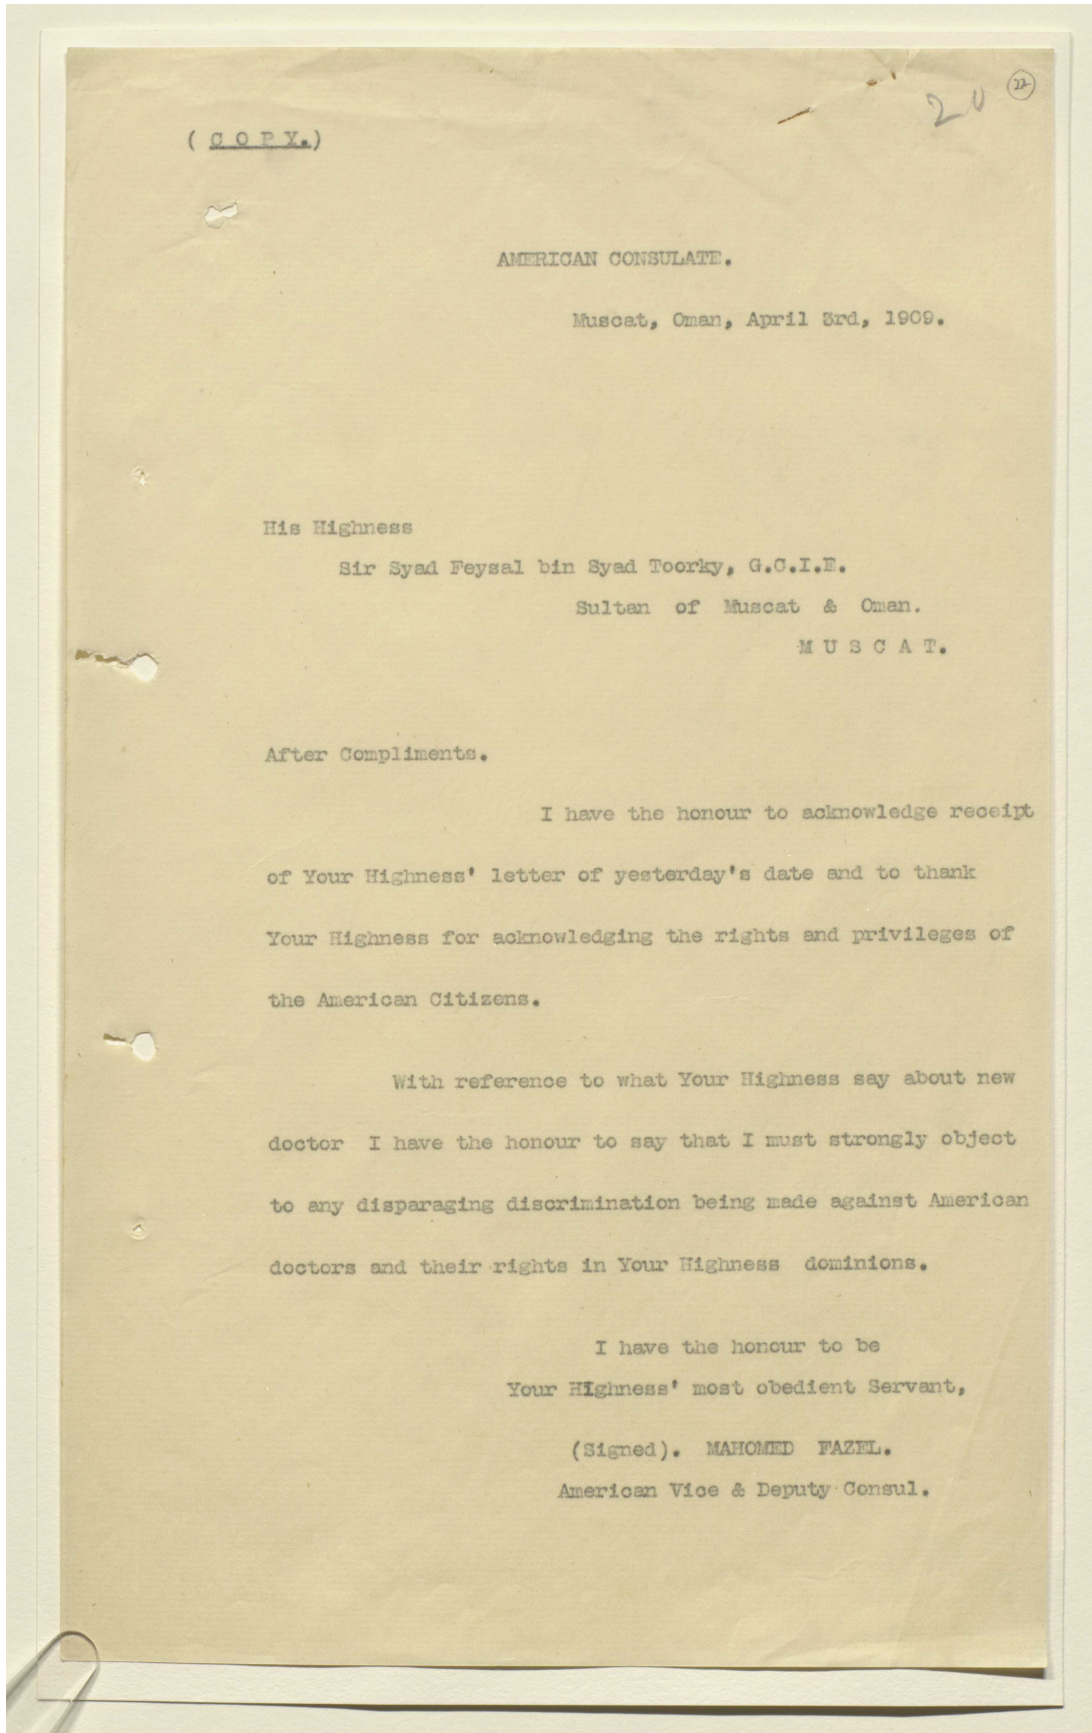 22
20
( COPY.)
AMERICAN CONSULATE.
Muscat, Oman, April 3rd, 1909.
His Highness
Sir Syad Feysal bin Syad Toorky, G.C.I.E.
Sultan of Muscat & Oman.
MUSCAT.
After Compliments.
I have the honour to acknowledge receipt
of Your Highness' letter of yesterday's date and to thank
Your Highness for acknowledging the rights and privileges of
the American Citizens.
With reference to what Your Highness say about new
doctor I have the honour to say that I must strongly object
to any disparaging discrimination being made against American
doctors and their rights in Your Highness dominions.
I have the honour to be
Your HIghness' most obedient Servant,
(Signed). MAHOMED FAZEL.
American Vice & Deputy Consul.